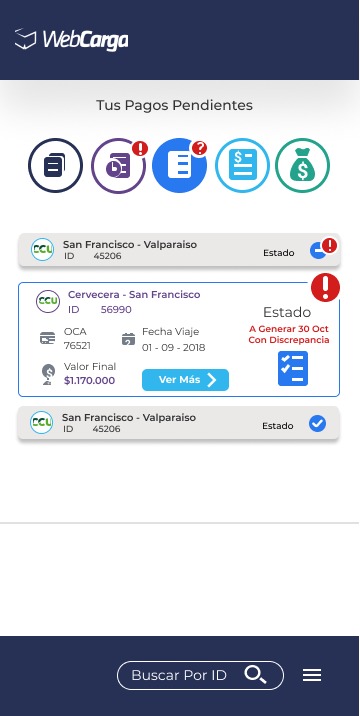 WebCarga
Tus Pagos Pendientes
!
?
$
$
CCU
San Francisco - Valparaiso
ID 45206
Estado
!
CCU
Cervecera - San Francisco
ID 56990
OCA
76521
Fecha Viaje
01 - 09 - 2018
Valor Final
$1.170.000
Ver Más
!
Estado
A Generar 30 Oct
Con Discrepancia
CCU
San Francisco - Valparaiso
ID 45206
Estado
Buscar Por ID